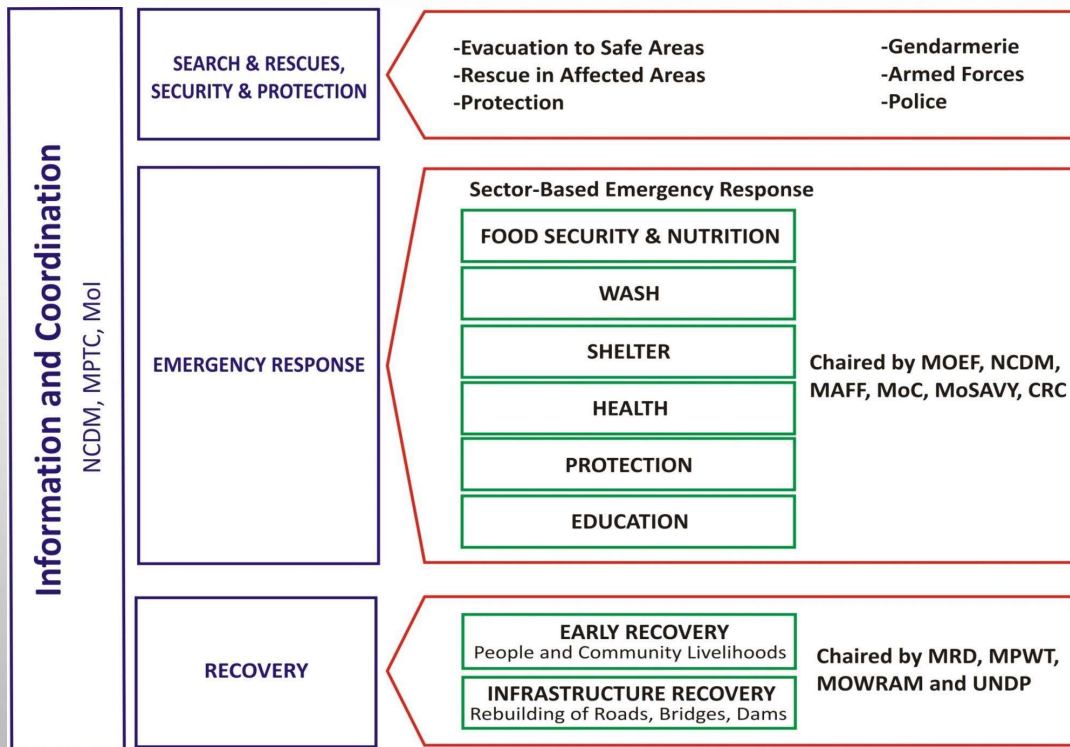 Information and Coordination
NCDM, MPTC, MoI
SEARCH & RESCUES,
SECURITY & PROTECTION
-Evacuation to Safe Areas
-Rescue in Affected Areas
-Protection
-Gendarmerie
-Armed Forces
-Police
EMERGENCY RESPONSE
Sector-Based Emergency Response
FOOD SECURITY & NUTRITION
WASH
SHELTER
HEALTH
PROTECTION
EDUCATION
Chaired by MOEF, NCDM,
MAFF, MoC, MoSAVY, CRC
RECOVERY
EARLY RECOVERY
People and Community Livelihoods
INFRASTRUCTURE RECOVERY
Rebuilding of Roads, Bridges, Dams
Chaired by MRD, MPWT,
MOWRAM and UNDP